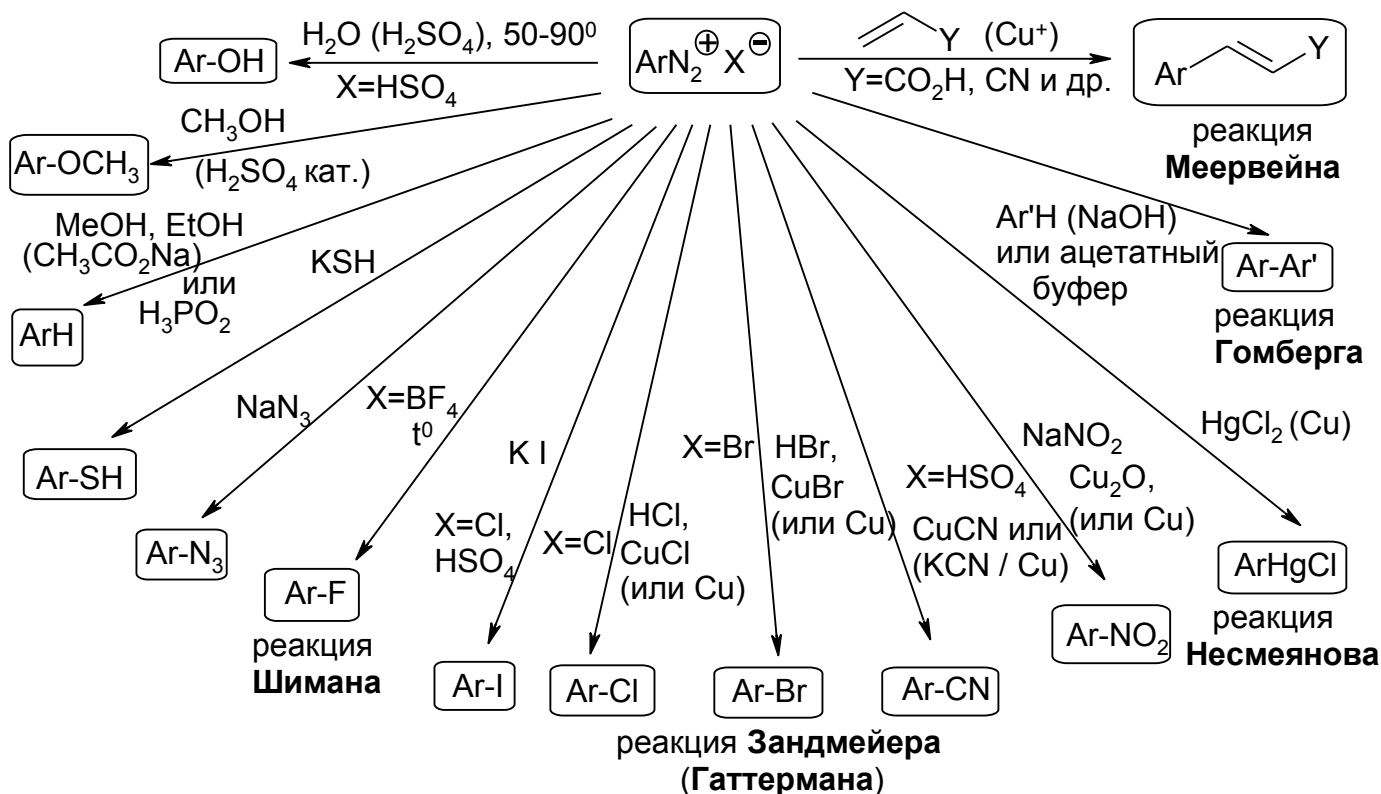 H₂O (H₂SO₄), 50-90⁰
X=HSO₄
Ar-OH
ArN₂⊕ X⊖
Y (Cu⁺)
Y=CO₂H, CN и др.
Ar Y
реакция
Меервейна
CH₃OH
(H₂SO₄ кат.)
Ar-OCH₃
MeOH, EtOH
(CH₃CO₂Na)
или
H₃PO₂
ArH
KSH
Ar-SH
NaN₃
Ar-N₃
X=BF₄
t⁰
Ar-F
реакция
Шимана
K I
X=Cl,
HSO₄
Ar-I
X=Cl
HCl,
CuCl
(или Cu)
Ar-Cl
X=Br
HBr,
CuBr
(или Cu)
Ar-Br
X=HSO₄
CuCN или
(KCN / Cu)
Ar-CN
реакция Зандмейера
(Гаттермана)
NaNO₂
Cu₂O,
(или Cu)
Ar-NO₂
HgCl₂ (Cu)
ArHgCl
реакция
Несмеянова
Ar'H (NaOH)
или ацетатный
буфер
Ar-Ar'
реакция
Гомберга